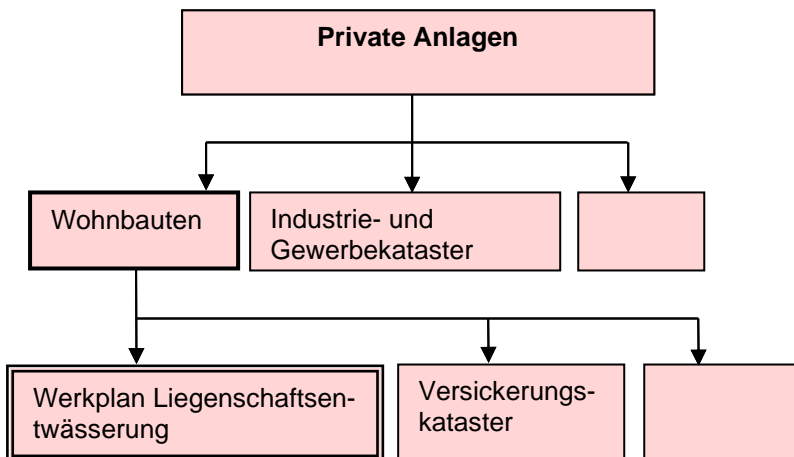 Private Anlagen
Wohnbauten
Industrie- und
Gewerbekataster
Werkplan Liegenschaftsen-
twässerung
Versickerungs-
kataster